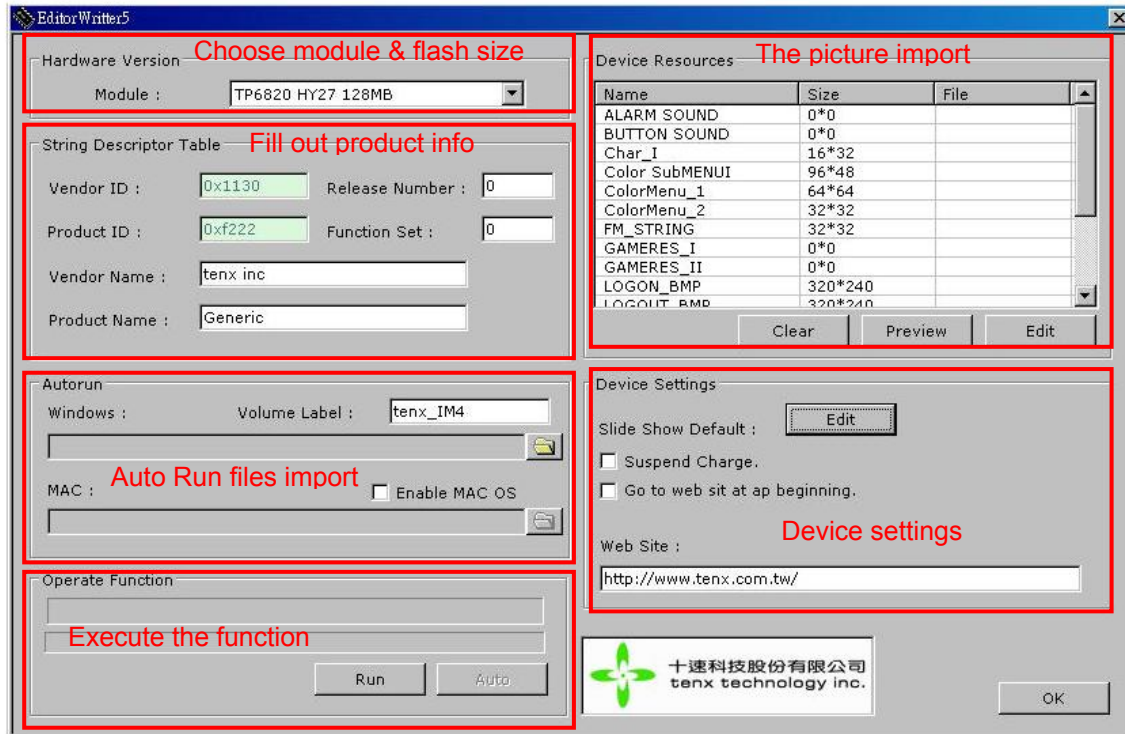 EditorWritter5
Choose module & flash size
Hardware Version
Module : TP6820 HY27 128MB
Fill out product info
String Descriptor Table
Vendor ID : 0x1130 Release Number : 0
Product ID : 0xf222 Function Set : 0
Vendor Name : tenx inc
Product Name : Generic
Autorun
Windows : Volume Label : tenx_IM4
Auto Run files import
MAC : Enable MAC OS
Operate Function
Execute the function
Run Auto
The picture import
Device Resources
Name Size File
ALARM SOUND 0*0
BUTTON SOUND 0*0
Char_I 16*32
Color SubMENUI 96*48
ColorMenu_1 64*64
ColorMenu_2 32*32
FM_STRING 32*32
GAMERES_I 0*0
GAMERES_II 0*0
LOGON_BMP 320*240
LOGOUT_BMP 320*240
Clear Preview Edit
Device Settings
Slide Show Default : Edit
Suspend Charge.
Go to web sit at ap beginning.
Device settings
Web Site :
http://www.tenx.com.tw/
十速科技股份有限公司
tenx technology inc.
OK